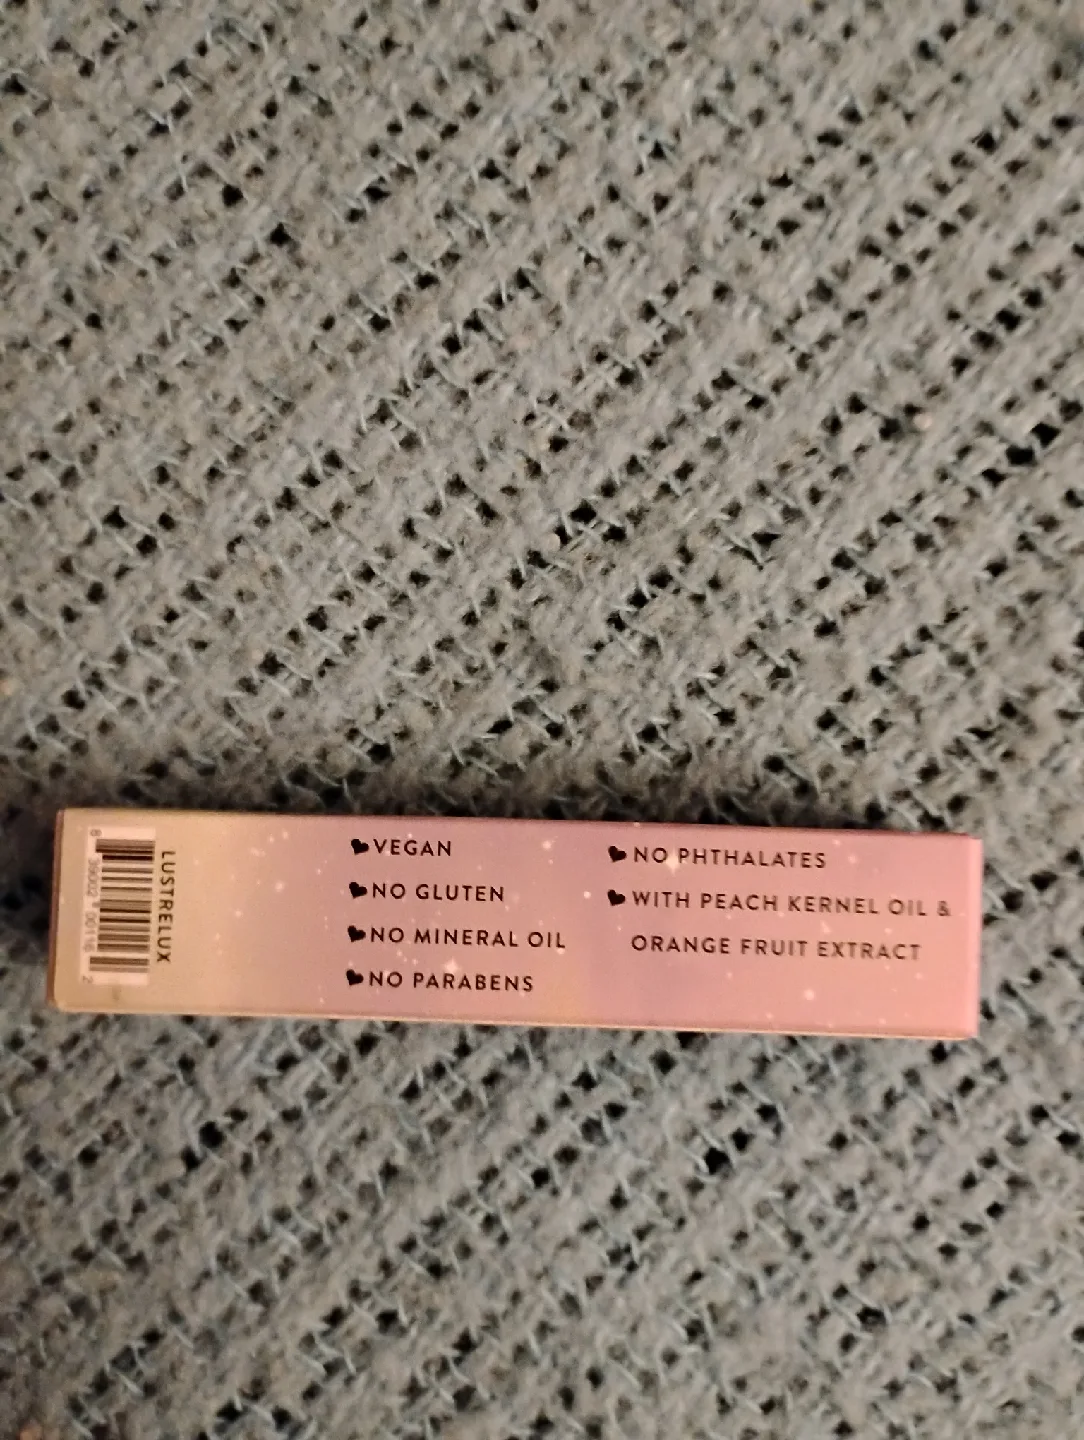 LUSTRELUX
VEGAN
NO GLUTEN
NO MINERAL OIL
NO PARABENS
NO PHTHALATES
WITH PEACH KERNEL OIL &
ORANGE FRUIT EXTRACT